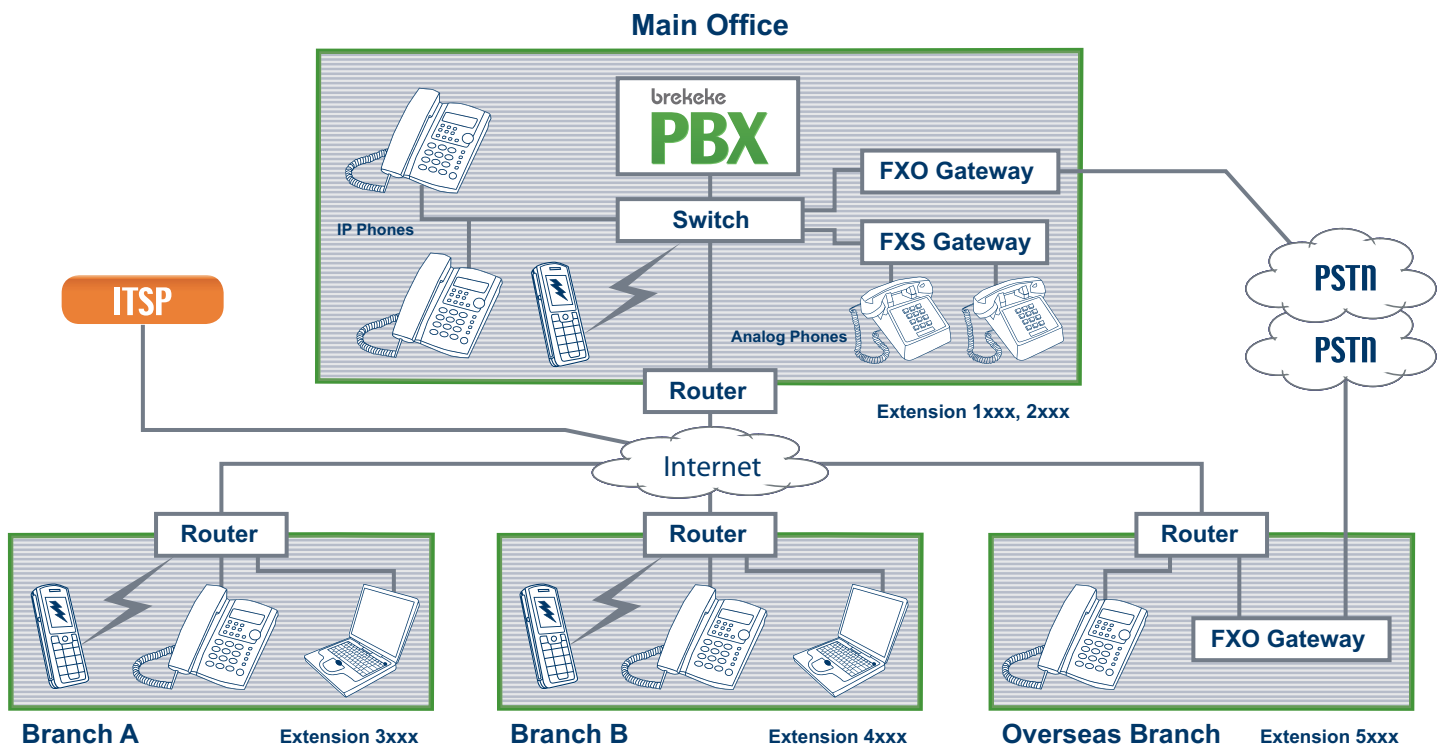 Main Office
brekeke
PBX
FXO Gateway
IP Phones
Switch
FXS Gateway
ITSP
PSTN
Analog Phones
PSTN
Router
Extension 1xxx, 2xxx
Internet
Router
Router
Router
FXO Gateway
Branch A
Extension 3xxx
Branch B
Extension 4xxx
Overseas Branch
Extension 5xxx